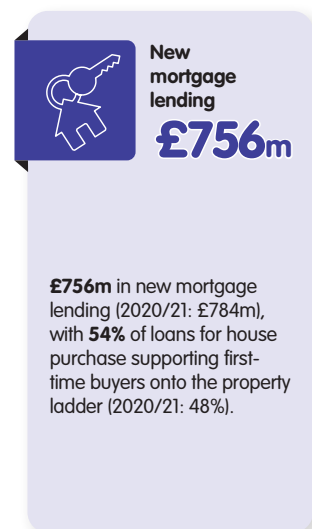 New
mortgage
lending
£756m
£756m in new mortgage
lending (2020/21: £784m),
with 54% of loans for house
purchase supporting first-
time buyers onto the property
ladder (2020/21: 48%).